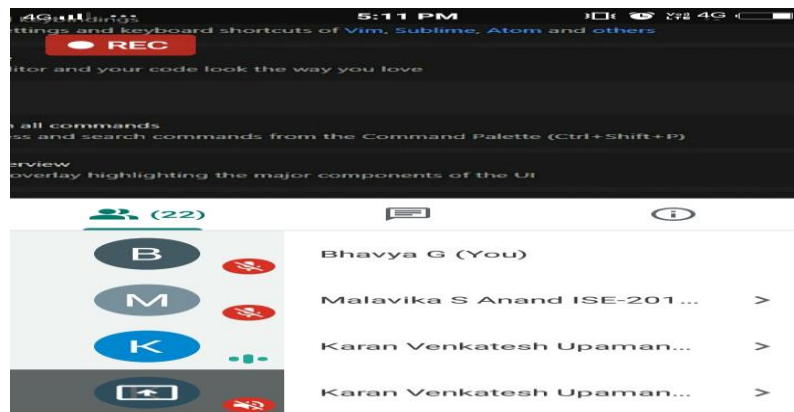 4G 5:11 PM VoLTE 4G
ttings and keyboard shortcuts of Vim, Sublime, Atom and others
REC
itor and your code look the way you love
all commands
ss and search commands from the Command Palette (Ctrl+Shift+P)
erview
overlay highlighting the major components of the UI
(22)
B Bhavya G (You)
M Malavika S Anand ISE-201...
K Karan Venkatesh Upaman...
Karan Venkatesh Upaman...